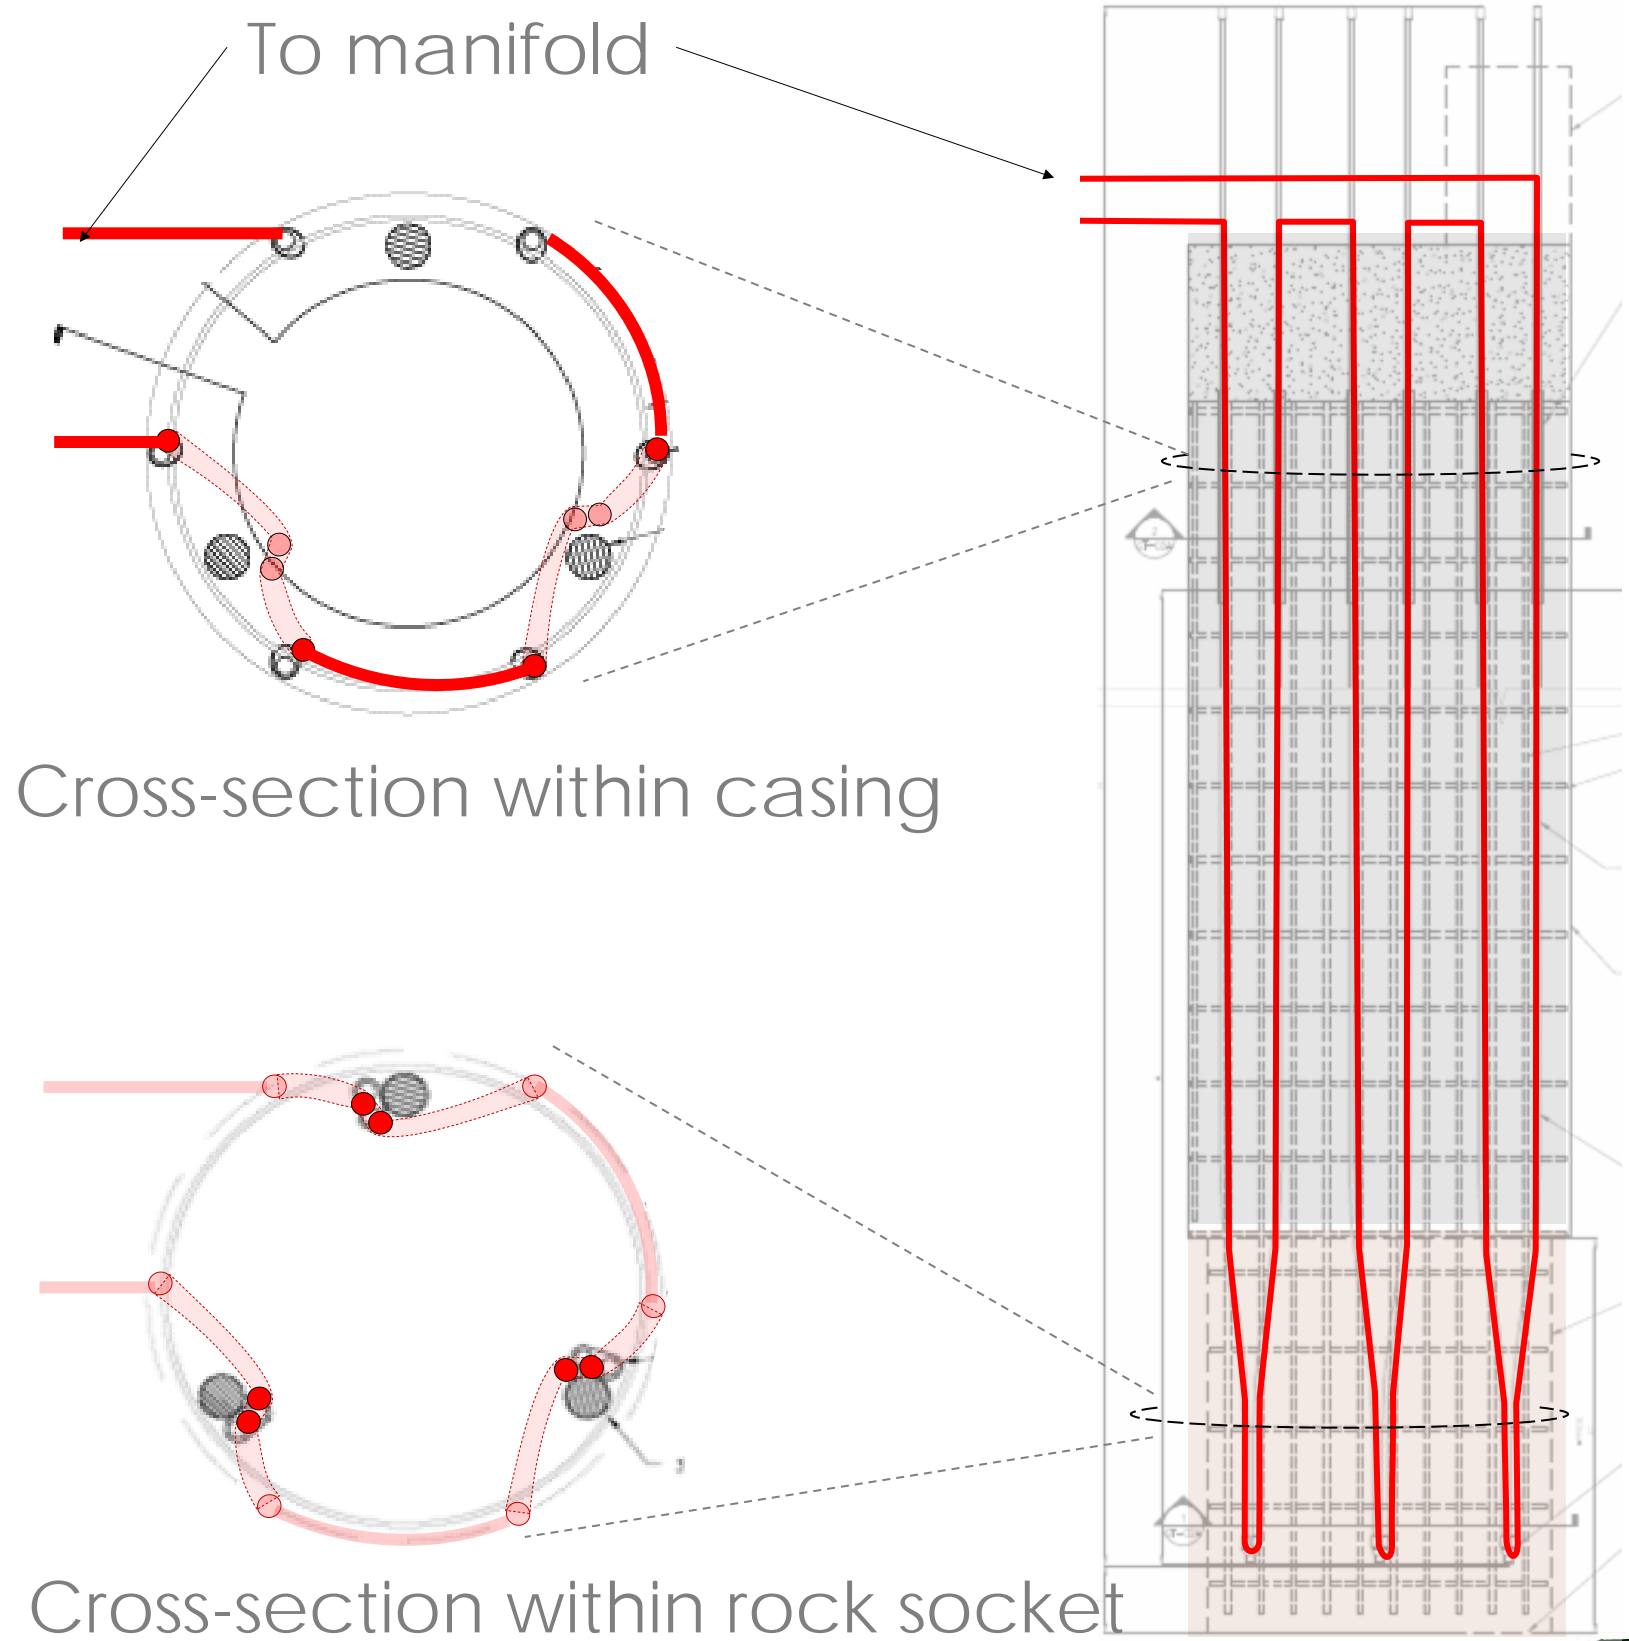 To manifold
Cross-section within casing
Cross-section within rock socket